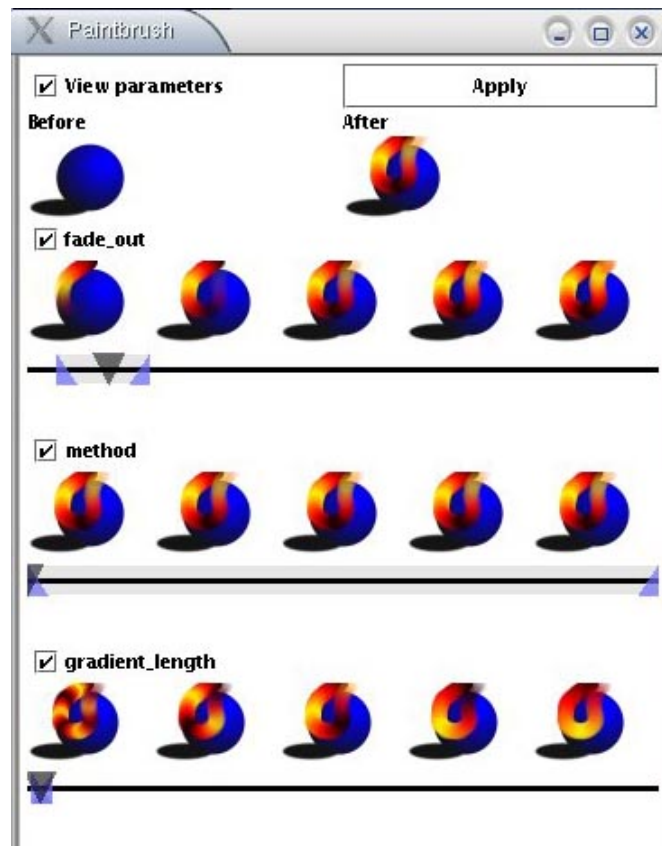 Paintbrush
View parameters
Apply
Before
After
fade_out
method
gradient_length